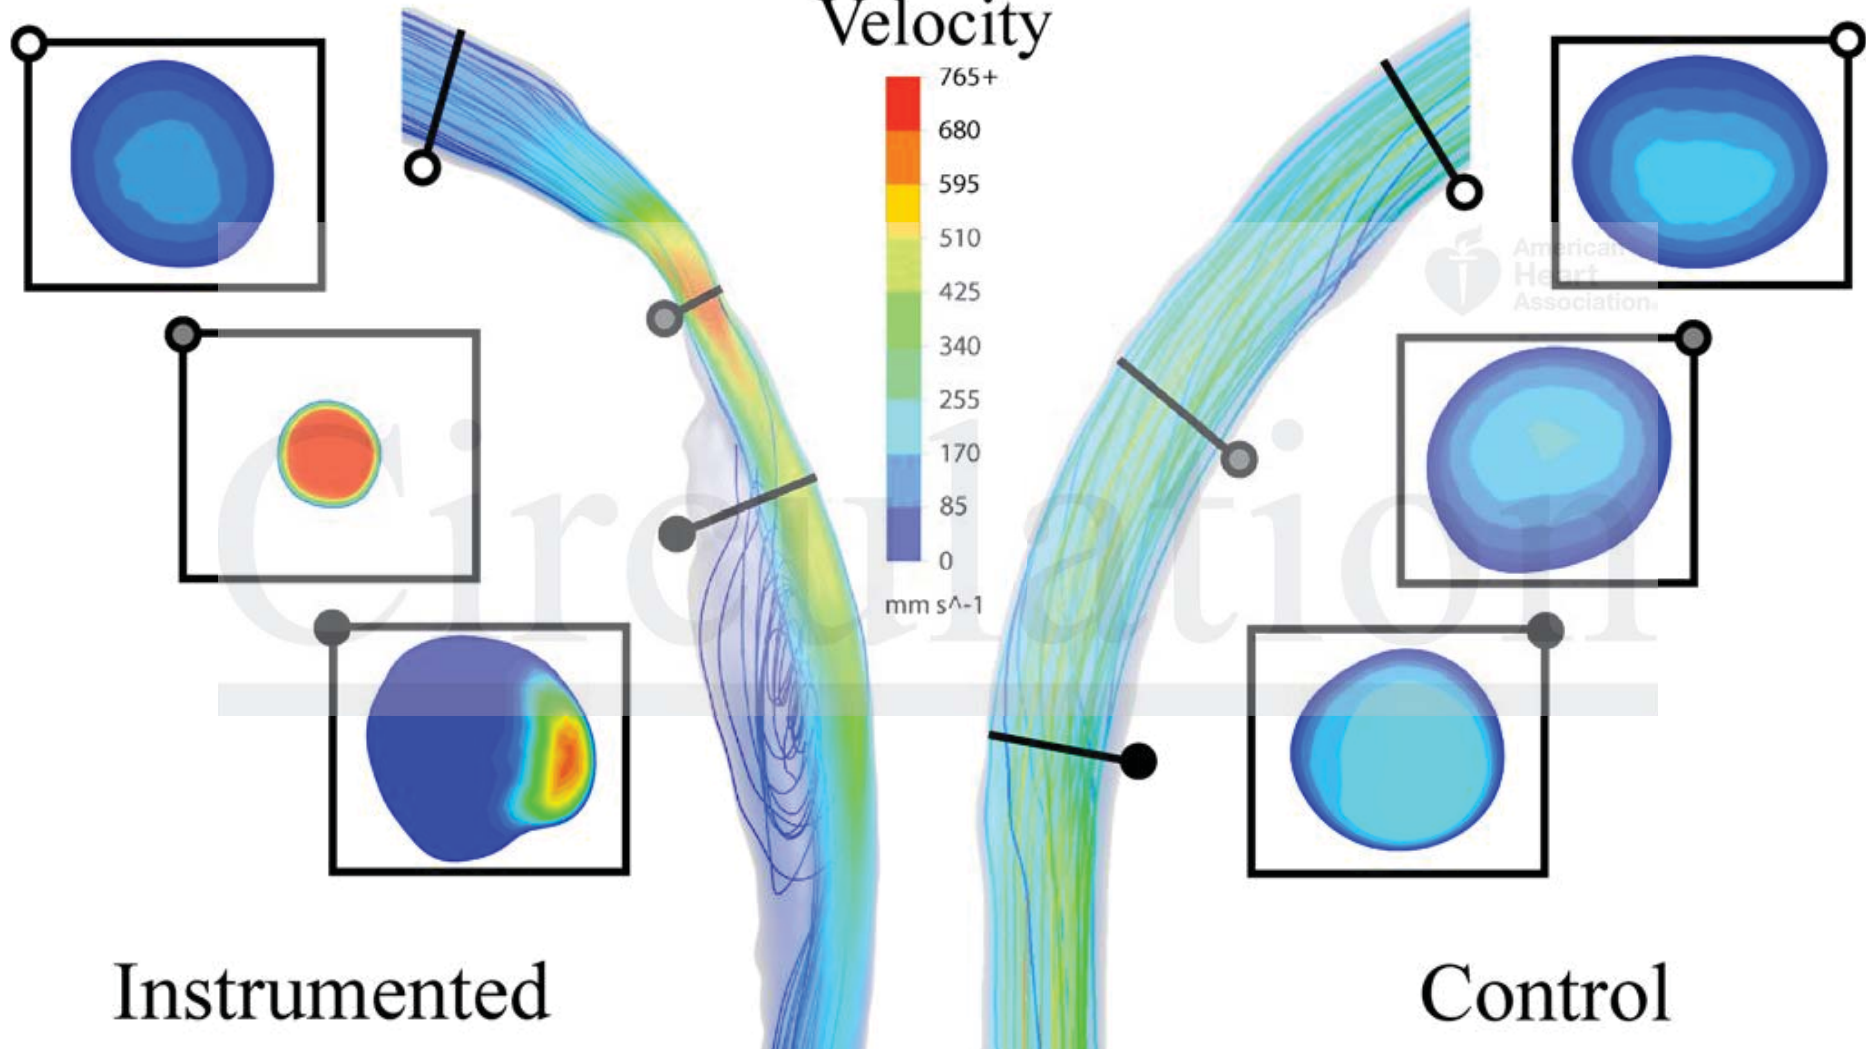 Velocity
765+
680
595
510
425
340
255
170
85
0
mm s^-1
American
Heart
Association®
Circulation
Instrumented
Control